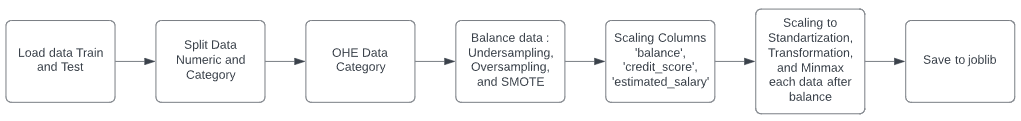 Load data Train
and Test
Split Data
Numeric and
Category
OHE Data
Category
Balance data :
Undersampling,
Oversampling,
and SMOTE
Scaling Columns
'balance',
'credit_score',
'estimated_salary'
Scaling to
Standartization,
Transformation,
and Minmax
each data after
balance
Save to joblib